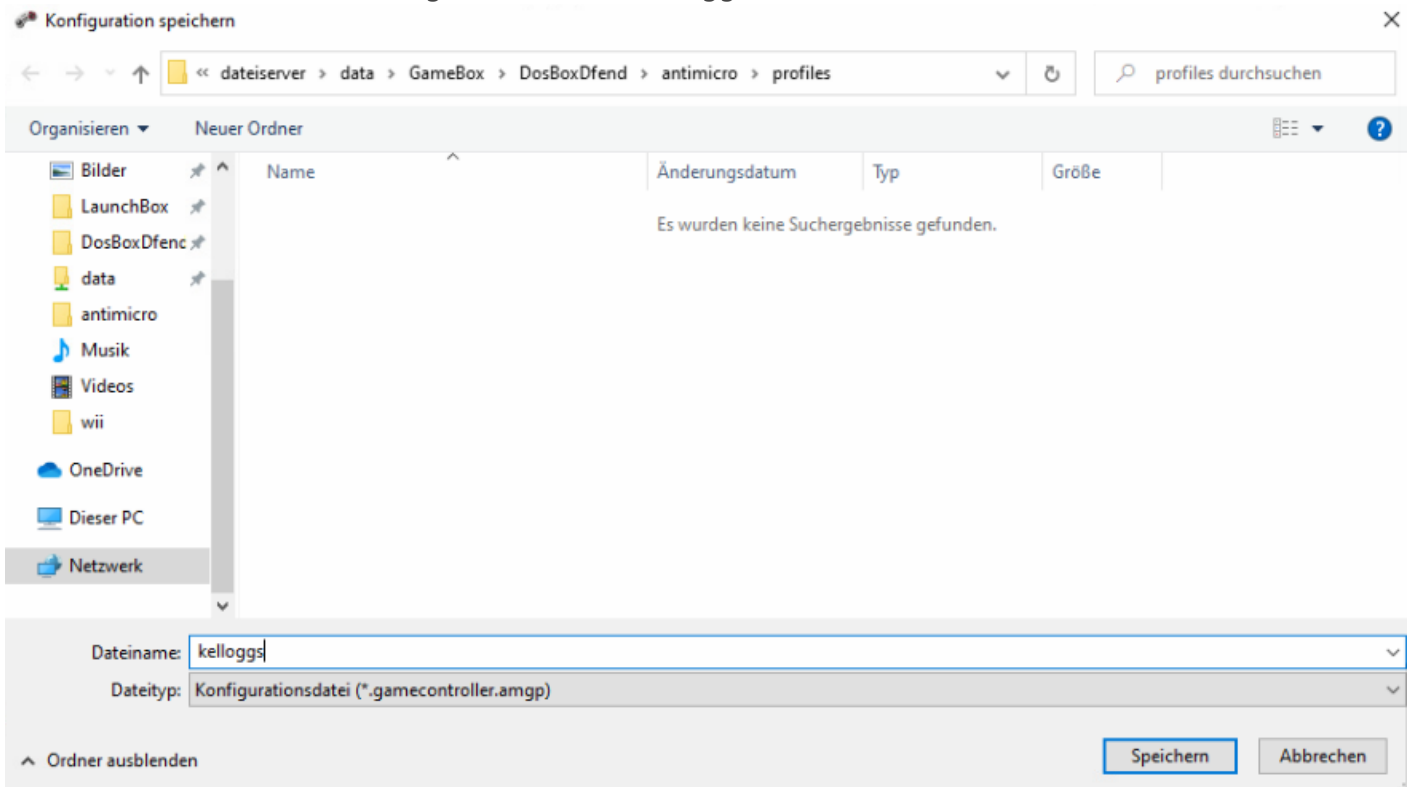 Konfiguration speichern
« dateiserver › data › GameBox › DosBoxDfend › antimicro › profiles
profiles durchsuchen
Organisieren
Neuer Ordner
Name
Änderungsdatum
Typ
Größe
Es wurden keine Suchergebnisse gefunden.
Bilder
LaunchBox
DosBoxDfend
data
antimicro
Musik
Videos
wii
OneDrive
Dieser PC
Netzwerk
Dateiname: kelloggs
Dateityp: Konfigurationsdatei (*.gamecontroller.amgp)
Ordner ausblenden
Speichern
Abbrechen